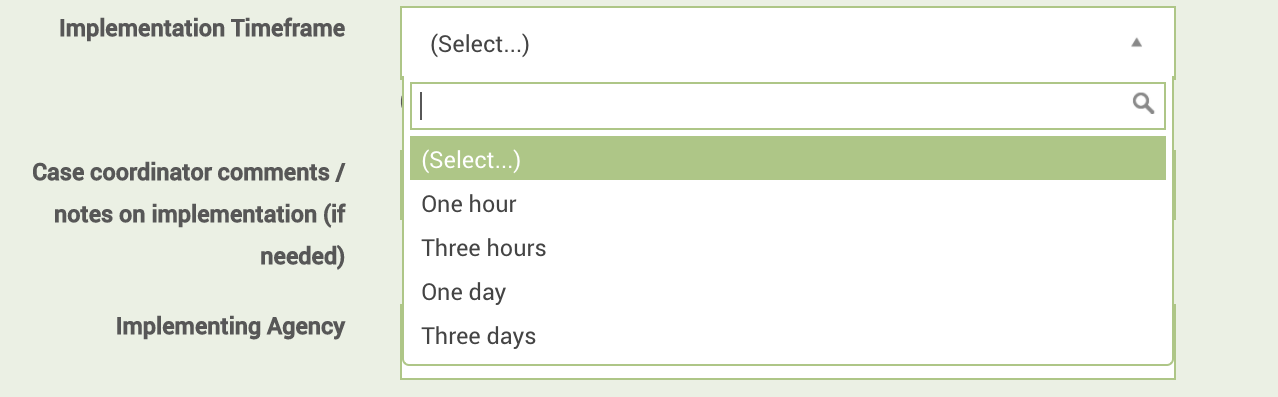 Implementation Timeframe
(Select...)
(Select...)
One hour
Three hours
One day
Three days
Case coordinator comments /
notes on implementation (if
needed)
Implementing Agency